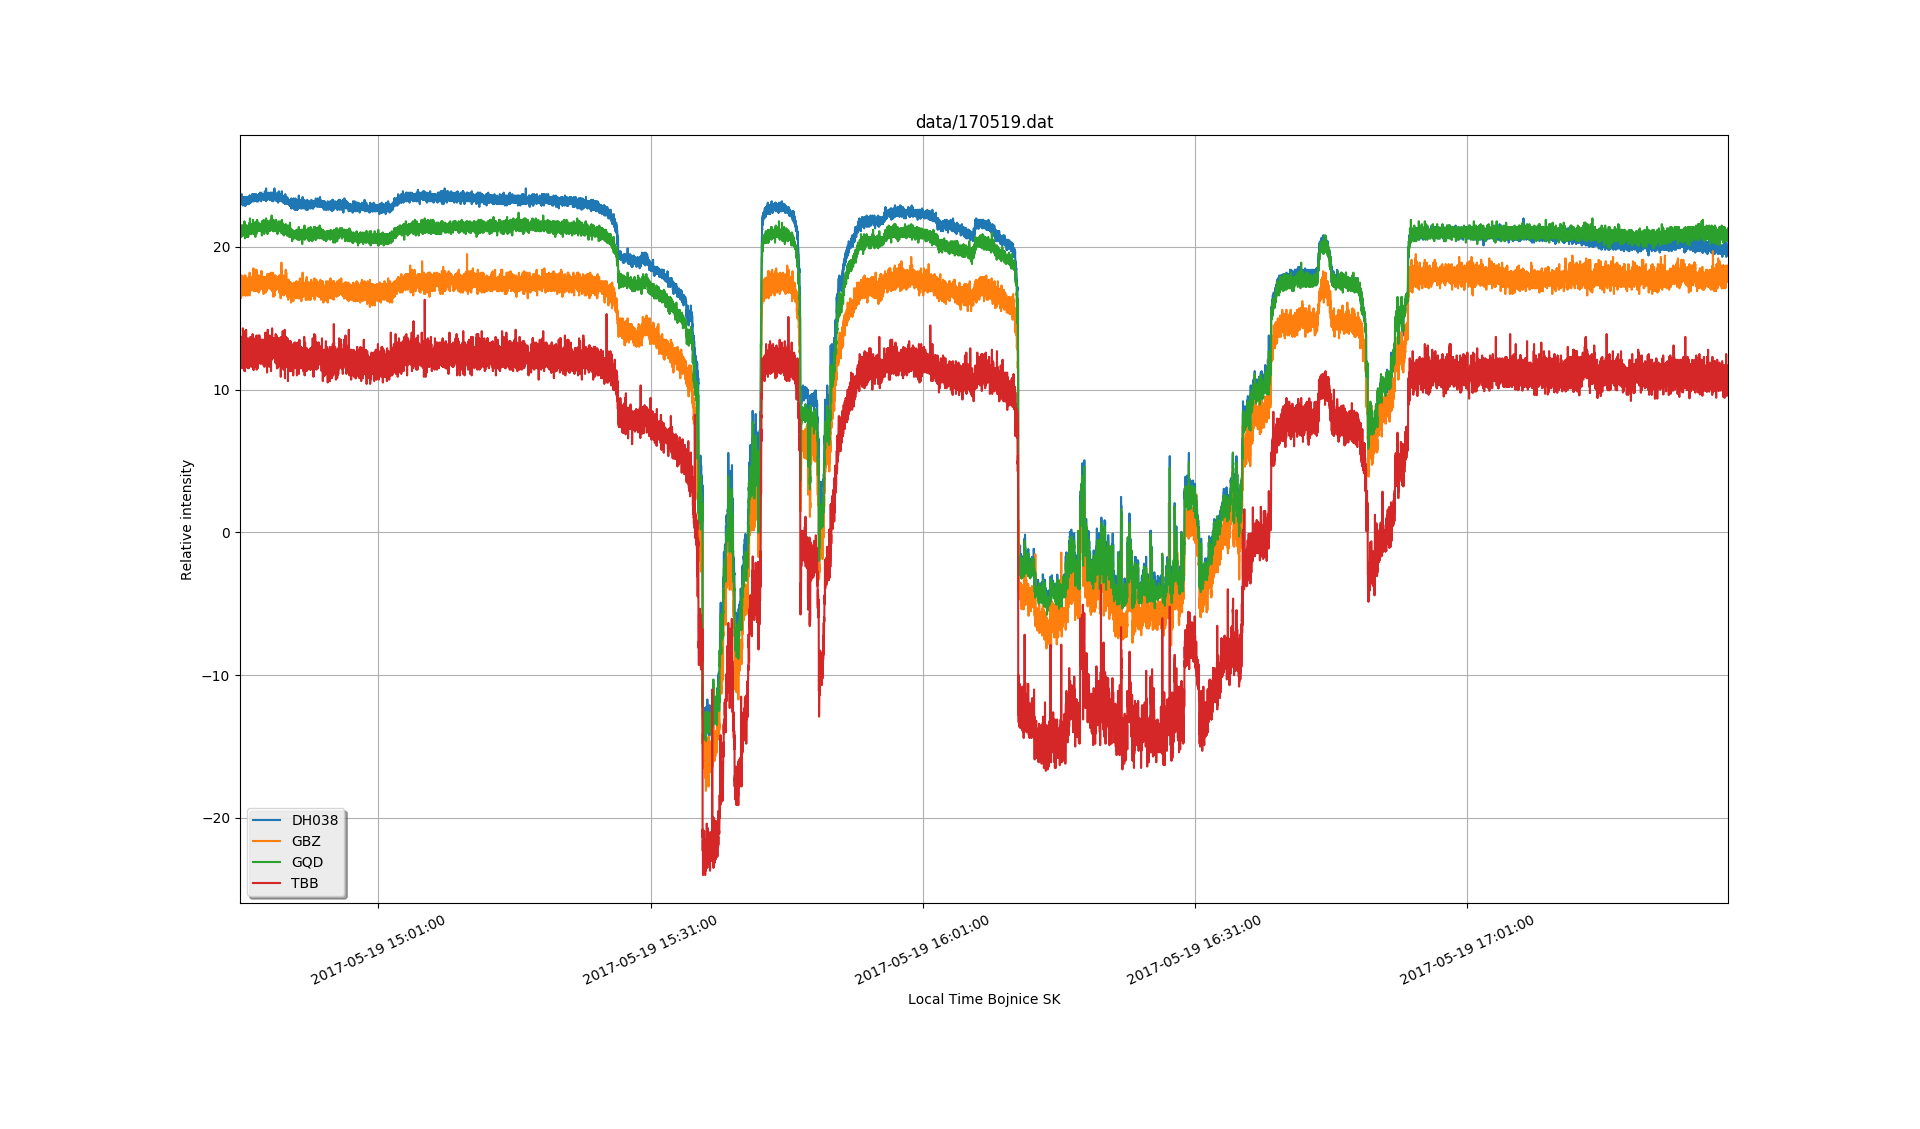 data/170519.dat
Relative intensity
20
10
0
−10
−20
DH038
GBZ
GQD
TBB
2017-05-19 15:01:00
2017-05-19 15:31:00
2017-05-19 16:01:00
2017-05-19 16:31:00
2017-05-19 17:01:00
Local Time Bojnice SK